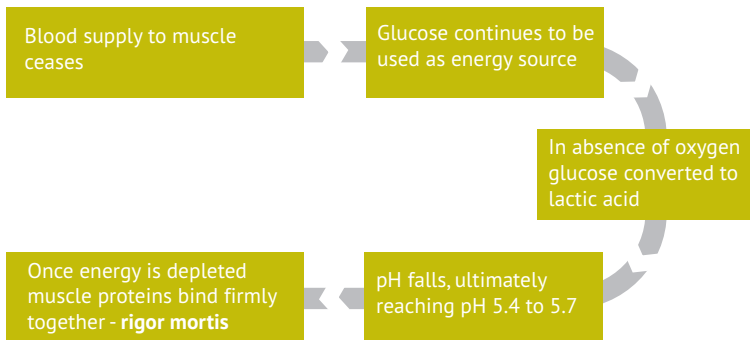 Blood supply to muscle
ceases
Glucose continues to be
used as energy source
In absence of oxygen
glucose converted to
lactic acid
pH falls, ultimately
reaching pH 5.4 to 5.7
Once energy is depleted
muscle proteins bind firmly
together - rigor mortis